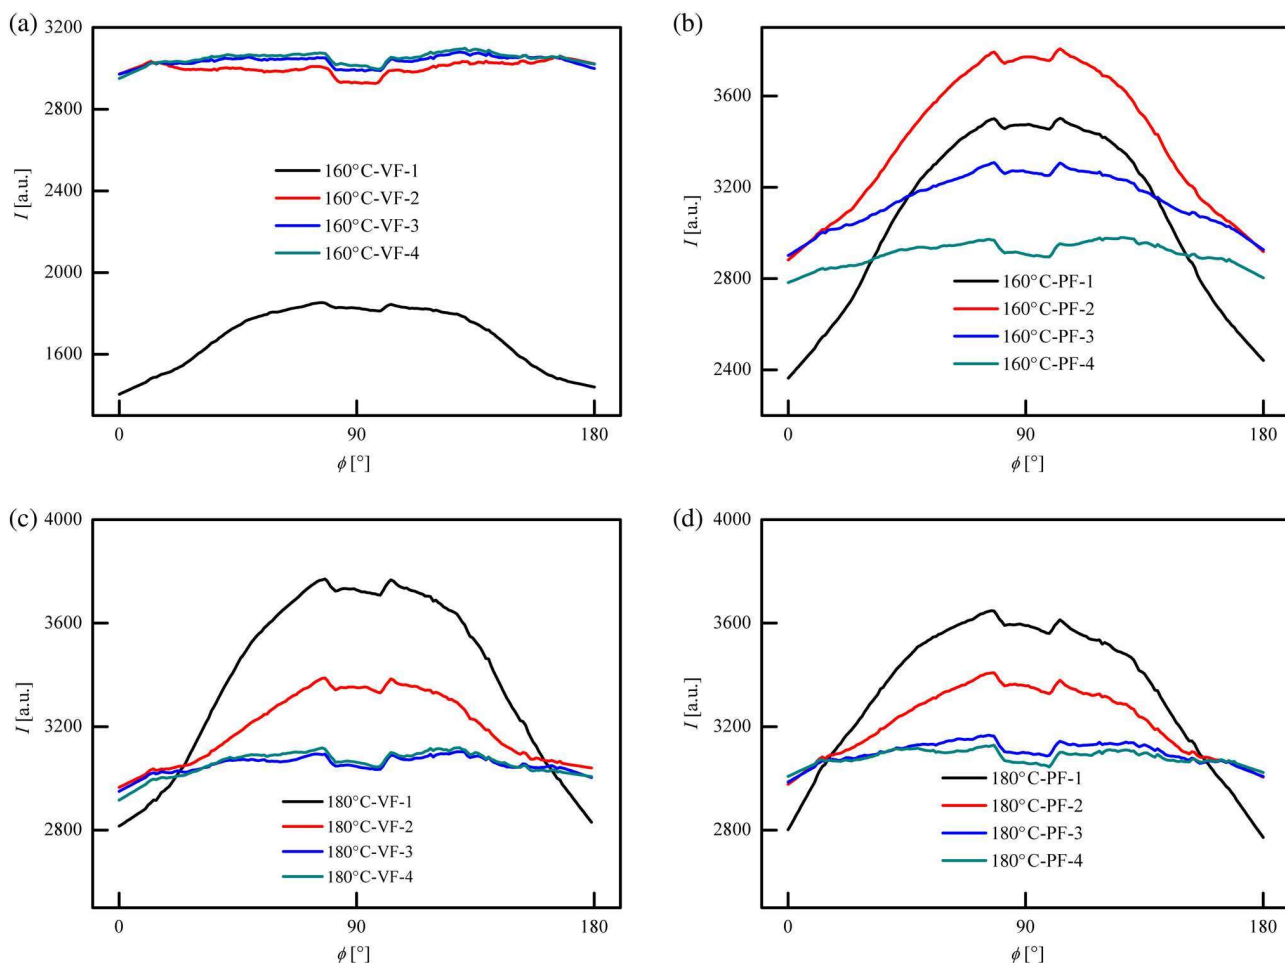 (a)
3200
2800
2400
2000
1600
I [a.u.]
160°C-VF-1
160°C-VF-2
160°C-VF-3
160°C-VF-4
0
90
180
ϕ [°]
(b)
3600
3200
2800
2400
I [a.u.]
160°C-PF-1
160°C-PF-2
160°C-PF-3
160°C-PF-4
0
90
180
ϕ [°]
(c)
4000
3600
3200
2800
I [a.u.]
180°C-VF-1
180°C-VF-2
180°C-VF-3
180°C-VF-4
0
90
180
ϕ [°]
(d)
4000
3600
3200
2800
I [a.u.]
180°C-PF-1
180°C-PF-2
180°C-PF-3
180°C-PF-4
0
90
180
ϕ [°]